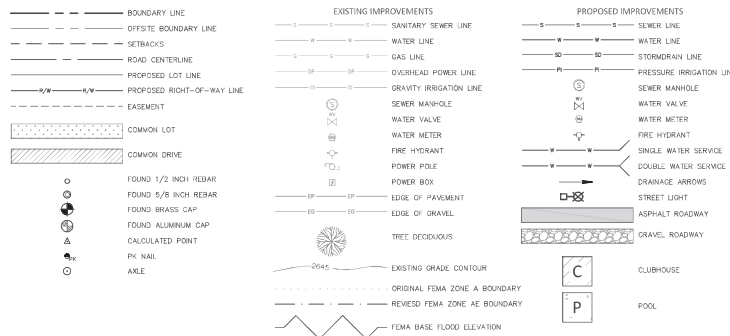 BOUNDARY LINE
OFFSITE BOUNDARY LINE
SETBACKS
ROAD CENTERLINE
PROPOSED LOT LINE
R/W R/W PROPOSED RIGHT-OF-WAY LINE
EASEMENT
COMMON LOT
COMMON DRIVE
FOUND 1/2 INCH REBAR
FOUND 5/8 INCH REBAR
FOUND BRASS CAP
FOUND ALUMINUM CAP
CALCULATED POINT
PK PK NAIL
AXLE
EXISTING IMPROVEMENTS
S S S SANITARY SEWER LINE
W W WATER LINE
G G G GAS LINE
OP OP OVERHEAD POWER LINE
GI GI GRAVITY IRRIGATION LINE
S SEWER MANHOLE
WV WATER VALVE
WM WATER METER
FIRE HYDRANT
POWER POLE
POWER BOX
EP EP EDGE OF PAVEMENT
EG EG EDGE OF GRAVEL
TREE DECIDUOUS
2645 EXISTING GRADE CONTOUR
ORIGINAL FEMA ZONE A BOUNDARY
REVIESD FEMA ZONE AE BOUNDARY
FEMA BASE FLOOD ELEVATION
PROPOSED IMPROVEMENTS
S S S SEWER LINE
W W WATER LINE
SD SD STORMDRAIN LINE
PI PI PRESSURE IRRIGATION LIN
S SEWER MANHOLE
WV WATER VALVE
WM WATER METER
FIRE HYDRANT
W W SINGLE WATER SERVICE
W W DOUBLE WATER SERVICE
DRAINAGE ARROWS
STREET LIGHT
ASPHALT ROADWAY
GRAVEL ROADWAY
C CLUBHOUSE
P POOL